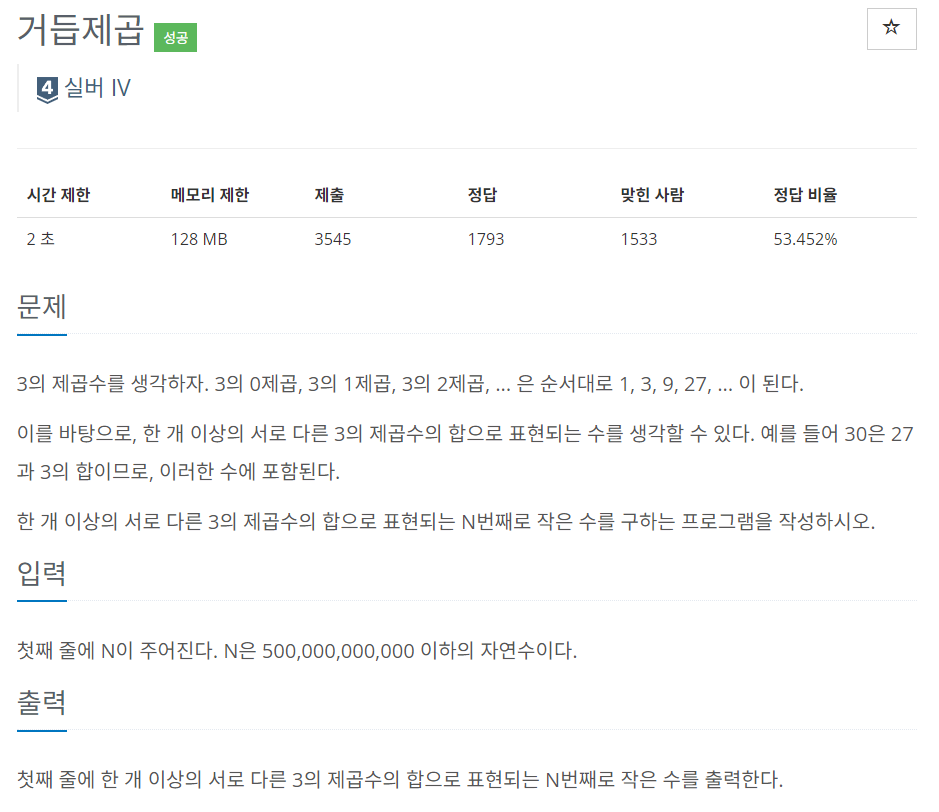 거듭제곱 성공
☆
4 실버 IV
시간 제한 메모리 제한 제출 정답 맞힌 사람 정답 비율
2 초 128 MB 3545 1793 1533 53.452%
문제
3의 제곱수를 생각하자. 3의 0제곱, 3의 1제곱, 3의 2제곱, ... 은 순서대로 1, 3, 9, 27, ... 이 된다.
이를 바탕으로, 한 개 이상의 서로 다른 3의 제곱수의 합으로 표현되는 수를 생각할 수 있다. 예를 들어 30은 27
과 3의 합이므로, 이러한 수에 포함된다.
한 개 이상의 서로 다른 3의 제곱수의 합으로 표현되는 N번째로 작은 수를 구하는 프로그램을 작성하시오.
입력
첫째 줄에 N이 주어진다. N은 500,000,000,000 이하의 자연수이다.
출력
첫째 줄에 한 개 이상의 서로 다른 3의 제곱수의 합으로 표현되는 N번째로 작은 수를 출력한다.